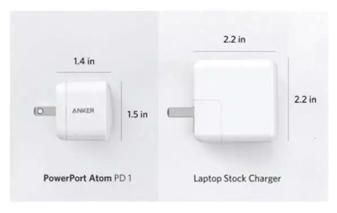 2.2 in
1.4 in
ANKER
1.5 in
2.2 in
PowerPort Atom PD 1
Laptop Stock Charger